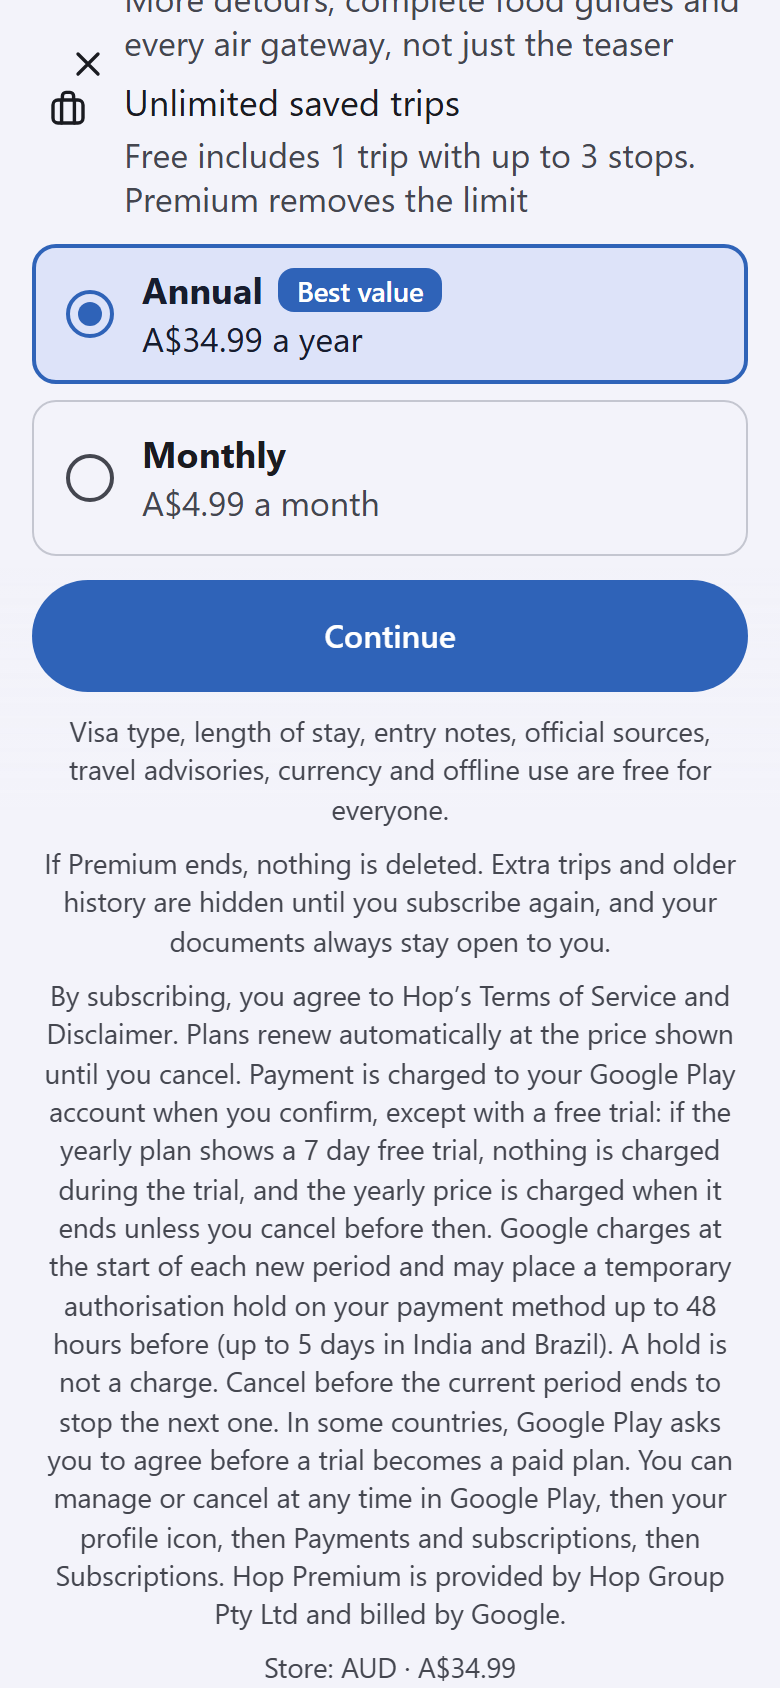 More detours, complete food guides and
every air gateway, not just the teaser
Unlimited saved trips
Free includes 1 trip with up to 3 stops.
Premium removes the limit
Annual Best value
A$34.99 a year
Monthly
A$4.99 a month
Continue
Visa type, length of stay, entry notes, official sources,
travel advisories, currency and offline use are free for
everyone.
If Premium ends, nothing is deleted. Extra trips and older
history are hidden until you subscribe again, and your
documents always stay open to you.
By subscribing, you agree to Hop’s Terms of Service and
Disclaimer. Plans renew automatically at the price shown
until you cancel. Payment is charged to your Google Play
account when you confirm, except with a free trial: if the
yearly plan shows a 7 day free trial, nothing is charged
during the trial, and the yearly price is charged when it
ends unless you cancel before then. Google charges at
the start of each new period and may place a temporary
authorisation hold on your payment method up to 48
hours before (up to 5 days in India and Brazil). A hold is
not a charge. Cancel before the current period ends to
stop the next one. In some countries, Google Play asks
you to agree before a trial becomes a paid plan. You can
manage or cancel at any time in Google Play, then your
profile icon, then Payments and subscriptions, then
Subscriptions. Hop Premium is provided by Hop Group
Pty Ltd and billed by Google.
Store: AUD · A$34.99